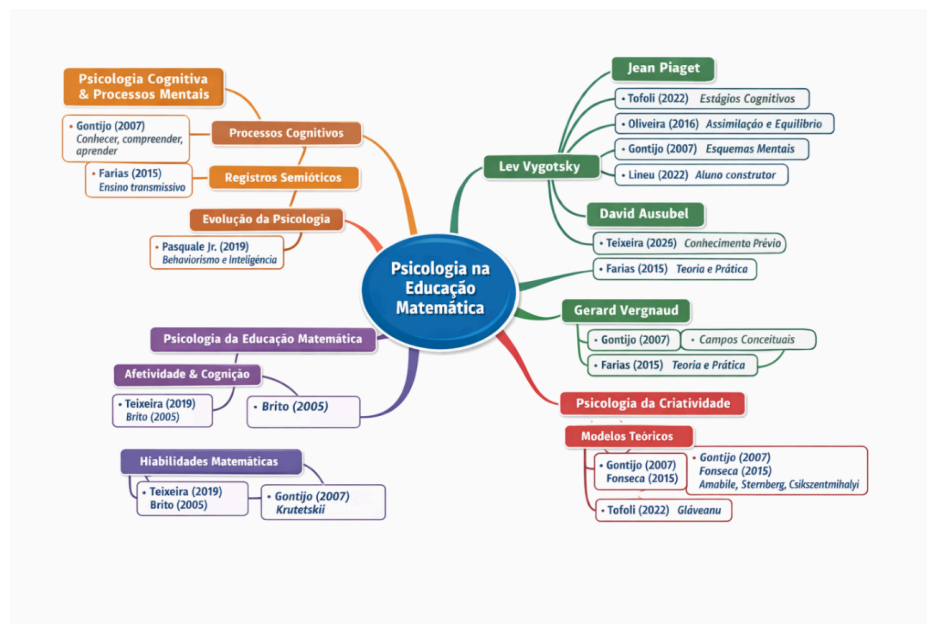 Psicologia Cognitiva
& Processos Mentais
Processos Cognitivos
• Gontijo (2007)
Conhecer, compreender,
aprender
• Farias (2015)
Ensino transmissivo
Registros Semióticos
Evolução da Psicologia
• Pasquale Jr. (2019)
Behaviorismo e Inteligéncia
Psicologia na
Educação
Matemática
Jean Piaget
• Tofoli (2022) Estágios Cognitivos
• Oliveira (2016) Assimilação e Equilíbrio
• Gontijo (2007) Esquemas Mentais
• Lineu (2022) Aluno construtor
Lev Vygotsky
David Ausubel
• Teixeira (2026) Conhecimento Prévio
• Farias (2015) Teoria e Prática
Gerard Vergnaud
• Gontijo (2007) • Campos Conceituais
• Farias (2015) Teoria e Prática
Psicologia da Educação Matemática
Afetividade & Cognição
• Teixeira (2019)
Brito (2005)
• Brito (2005)
Hiabilidades Matemáticas
• Teixeira (2019)
Brito (2005)
• Gontijo (2007)
Krutetskii
Psicologia da Criatividade
Modelos Teóricos
• Gontijo (2007)
Fonseca (2015)
• Gontijo (2007)
Fonseca (2015)
Amabile, Sternberg, Csikszentmihalyi
• Tofoli (2022) Gláveanu